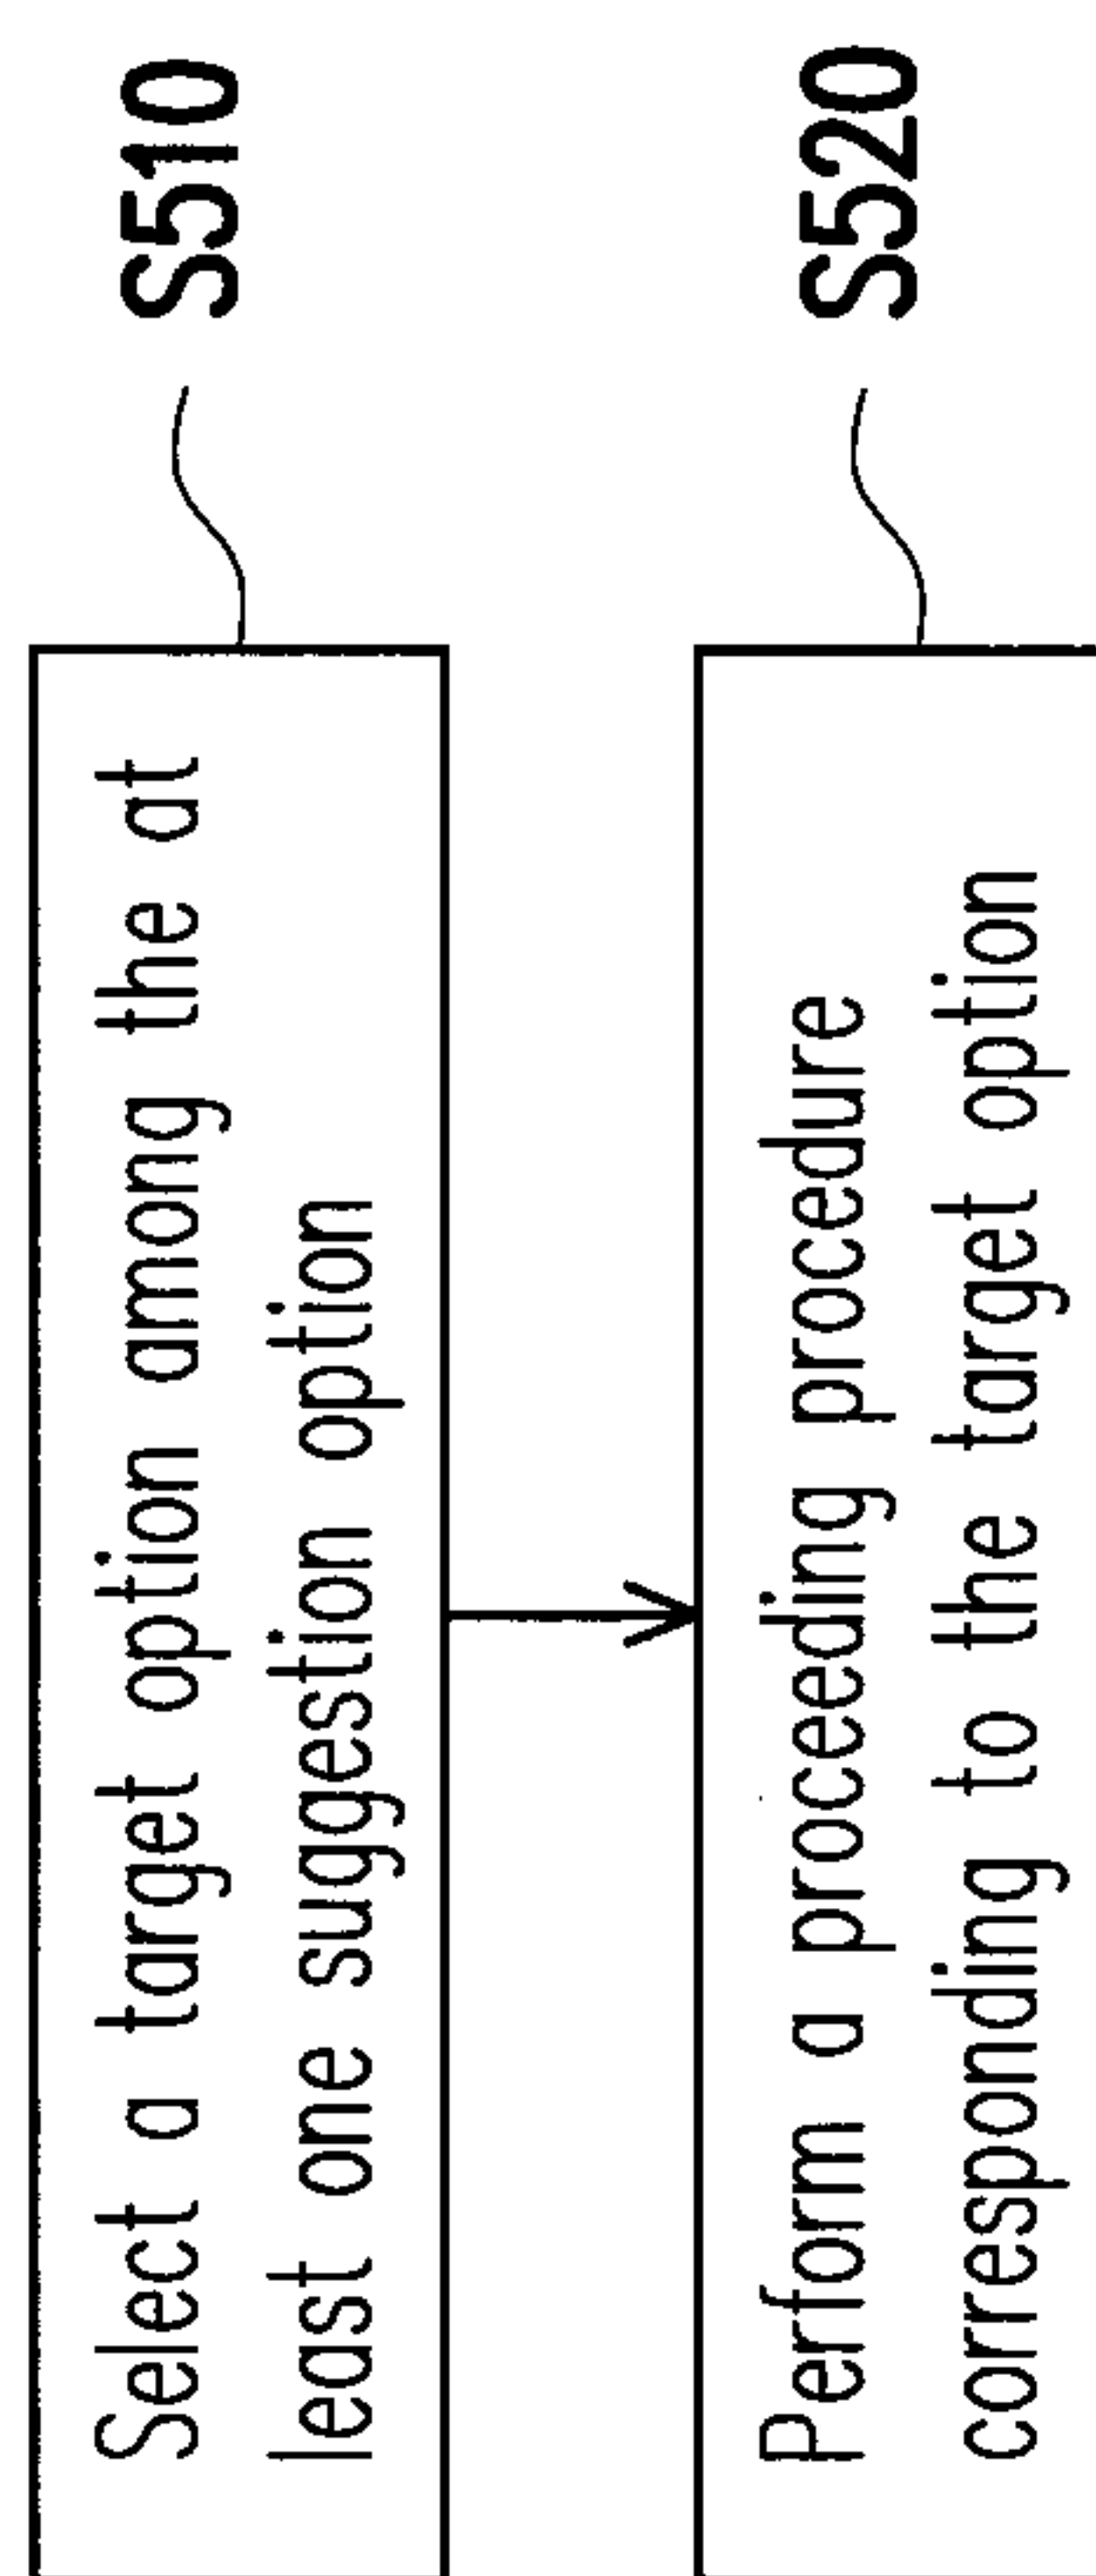 Select a target option among the at
least one suggestion option
S510
Perform a proceeding procedure
corresponding to the target option
S520